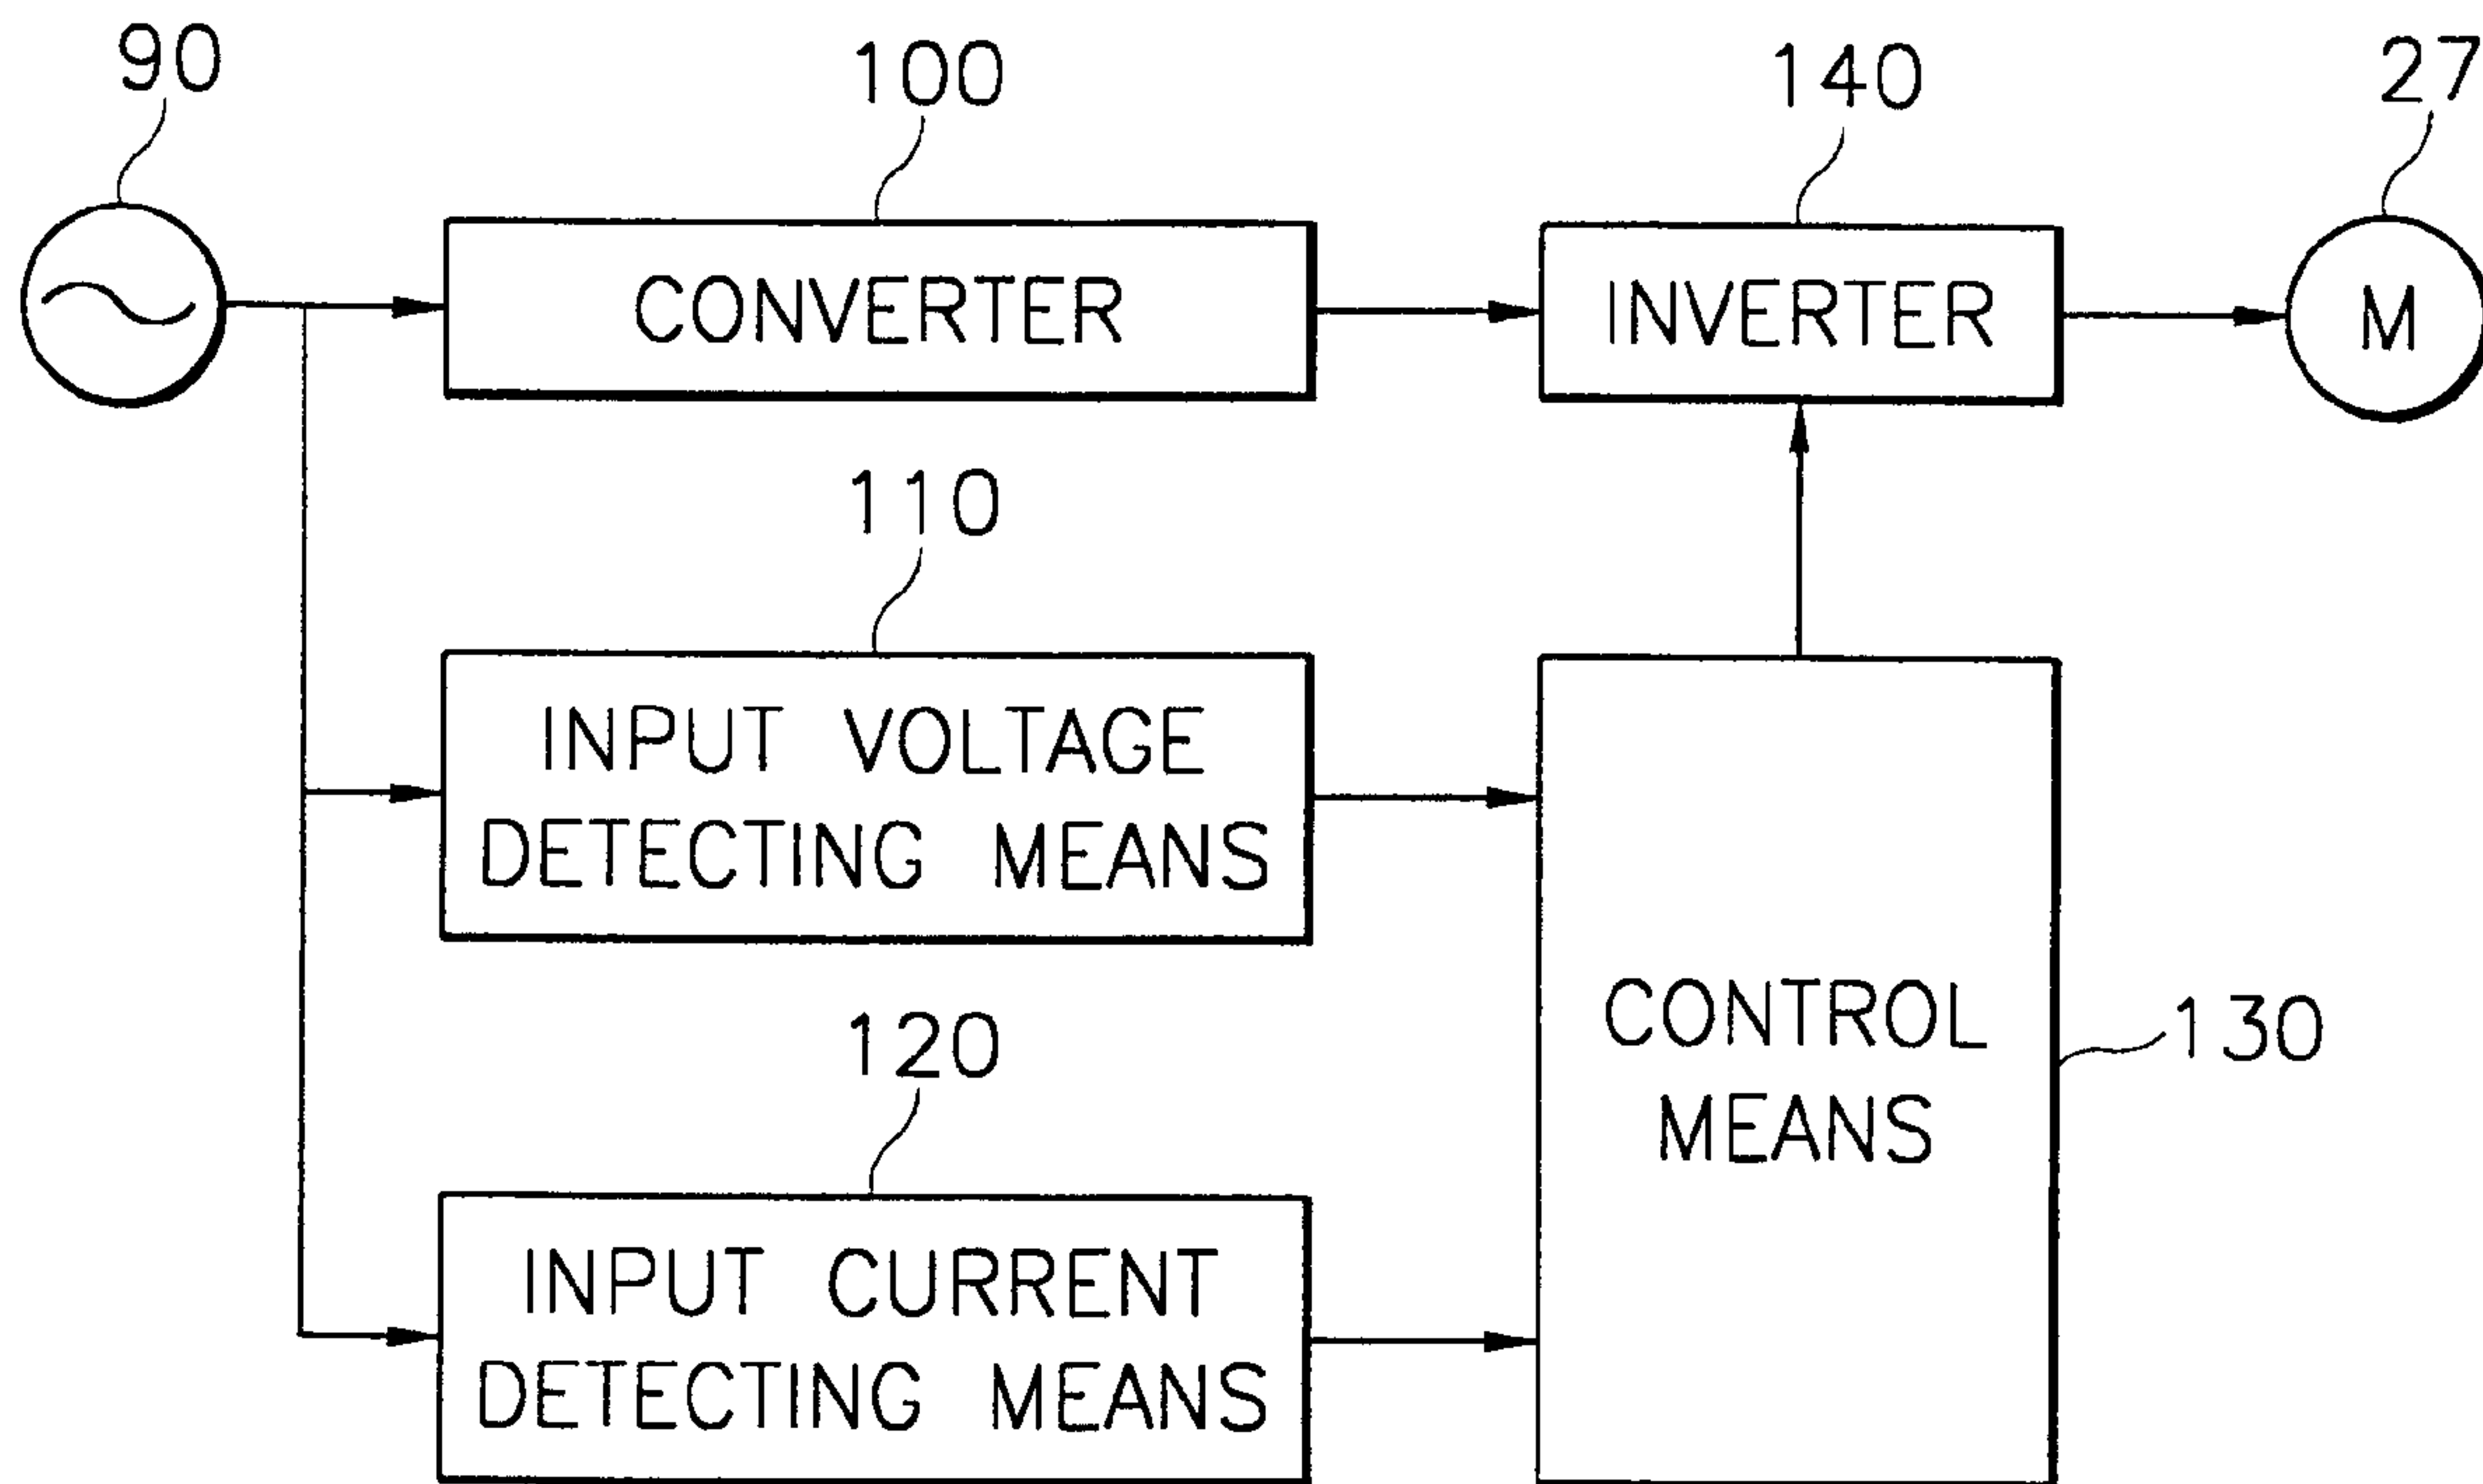 90
100
140
27
CONVERTER
INVERTER
M
110
INPUT VOLTAGE
DETECTING MEANS
120
CONTROL
MEANS
130
INPUT CURRENT
DETECTING MEANS